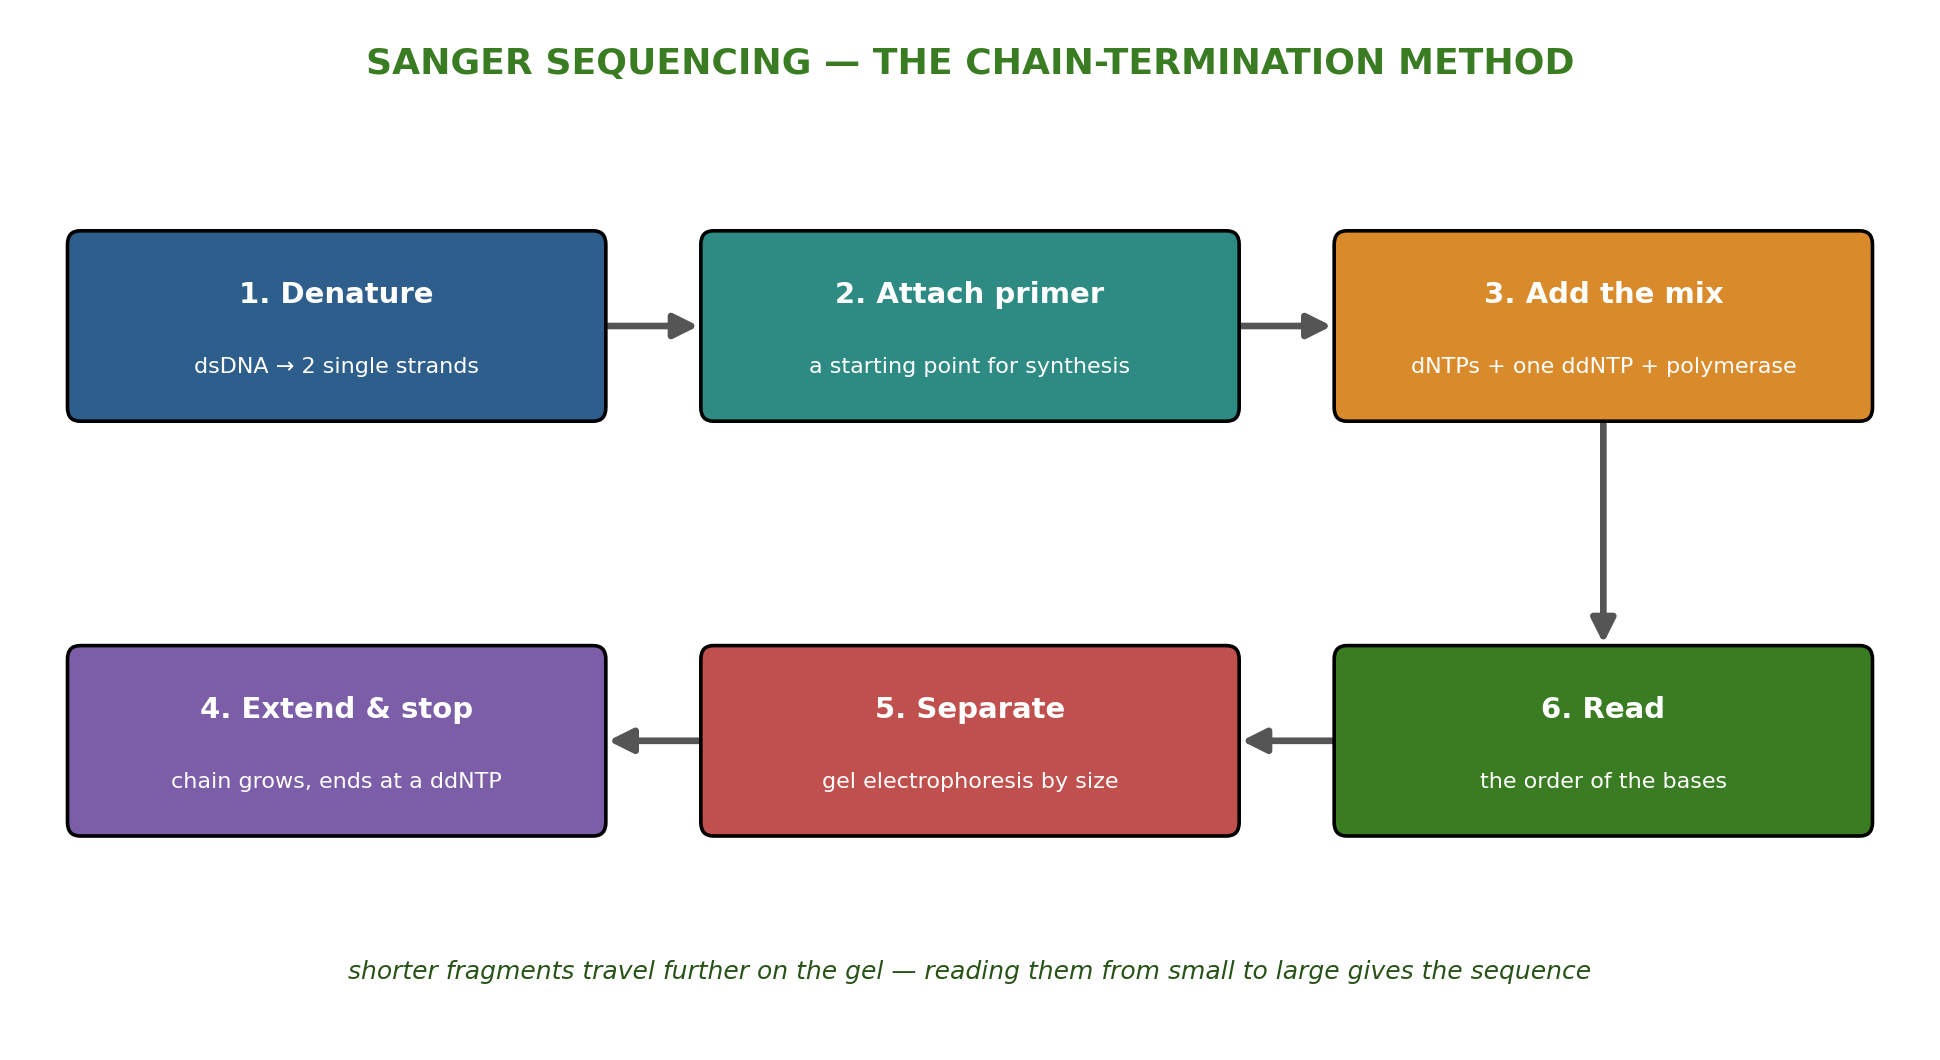 SANGER SEQUENCING — THE CHAIN-TERMINATION METHOD
1. Denature
dsDNA → 2 single strands
2. Attach primer
a starting point for synthesis
3. Add the mix
dNTPs + one ddNTP + polymerase
4. Extend & stop
chain grows, ends at a ddNTP
5. Separate
gel electrophoresis by size
6. Read
the order of the bases
shorter fragments travel further on the gel — reading them from small to large gives the sequence